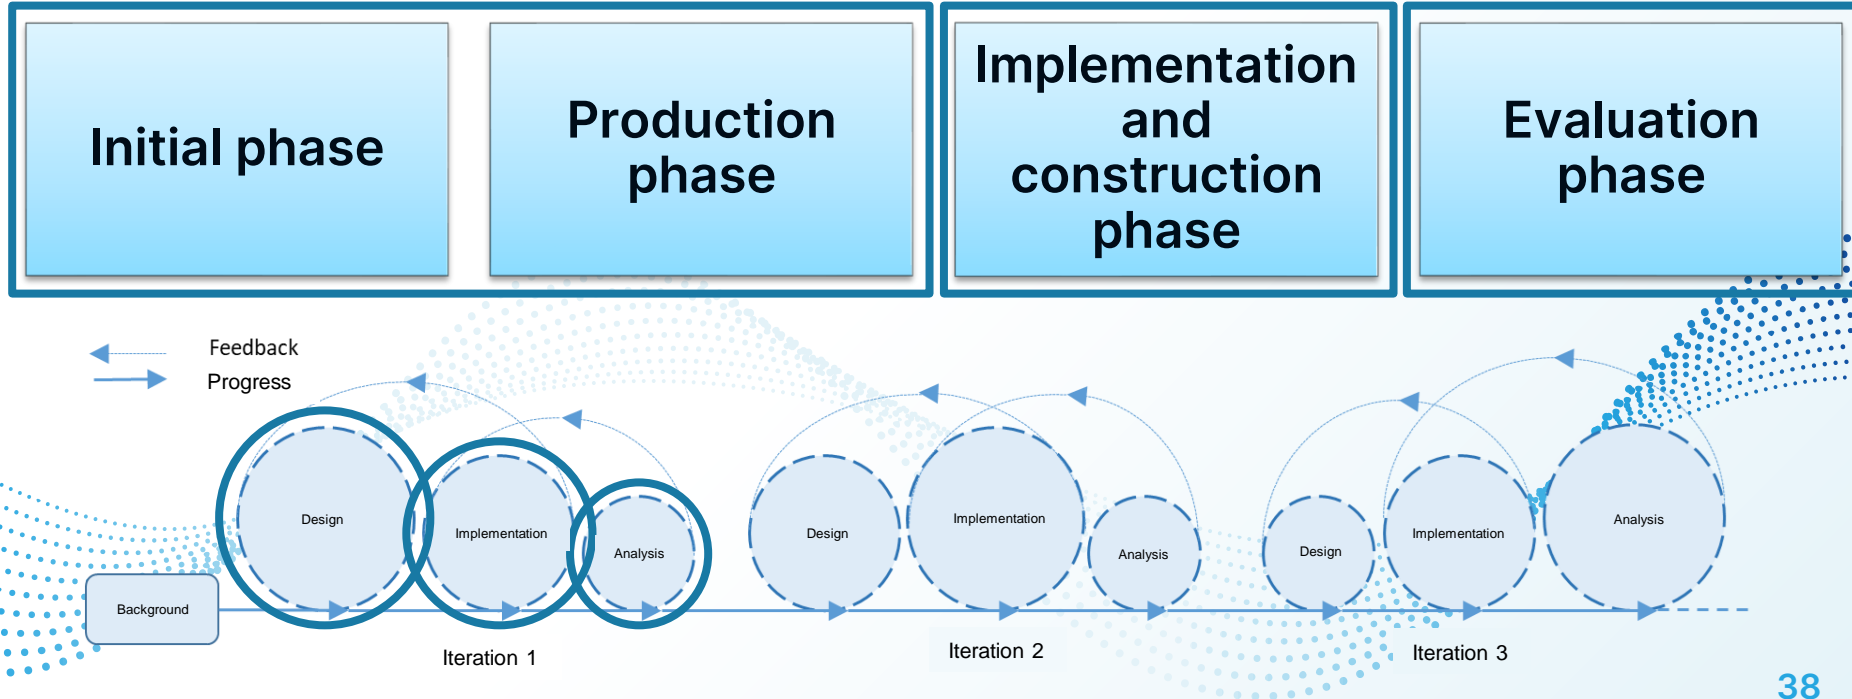 Initial phase
Production
phase
Implementation
and
construction
phase
Evaluation
phase
Feedback
Progress
Background
Design
Implementation
Analysis
Design
Implementation
Analysis
Design
Implementation
Analysis
Iteration 1
Iteration 2
Iteration 3
38